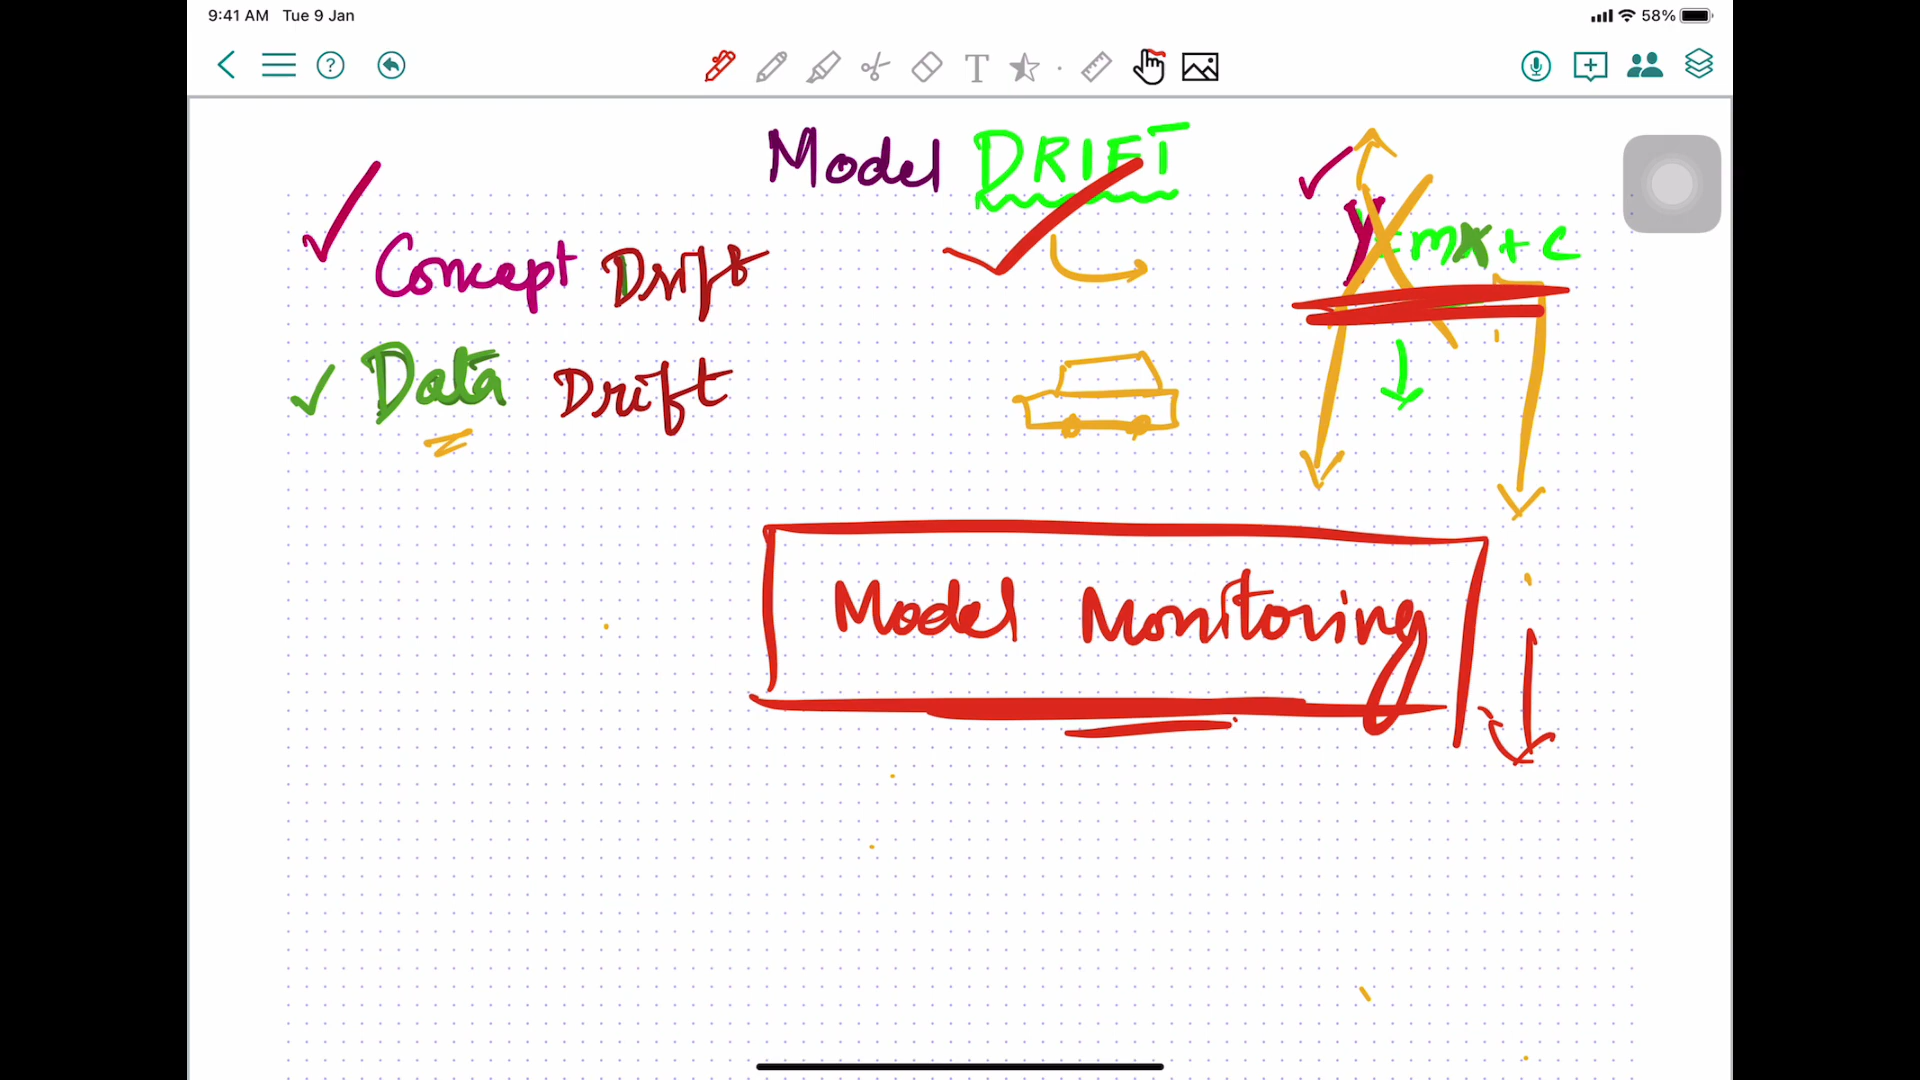 9:41 AM Tue 9 Jan
58%
Model DRIFT
y = mx + c
Concept Drift
Data Drift
Model Monitoring